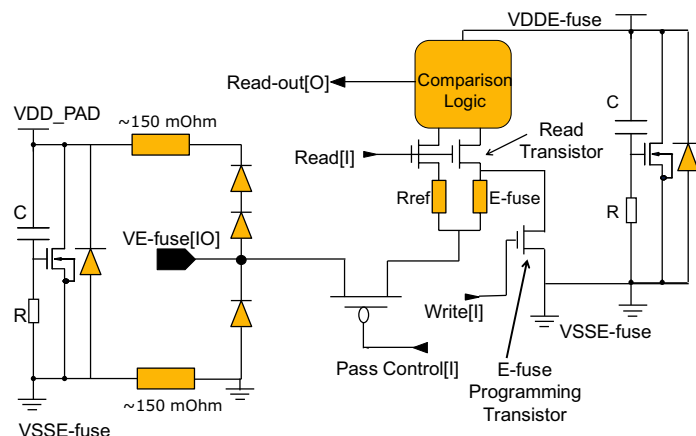 VDDE-fuse
Read-out[O]
Comparison
Logic
C
VDD_PAD
~150 mOhm
Read
Transistor
Read[I]
Rref
E-fuse
C
R
VE-fuse[IO]
R
Write[I]
VSSE-fuse
Pass Control[I]
E-fuse
Programming
Transistor
~150 mOhm
VSSE-fuse